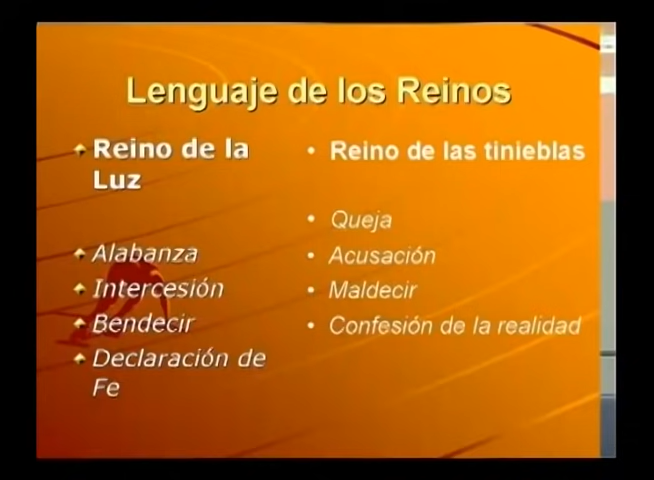 Lenguaje de los Reinos
Reino de la
Luz
Alabanza
Intercesión
Bendecir
Declaración de
Fe
Reino de las tinieblas
Queja
Acusación
Maldecir
Confesión de la realidad